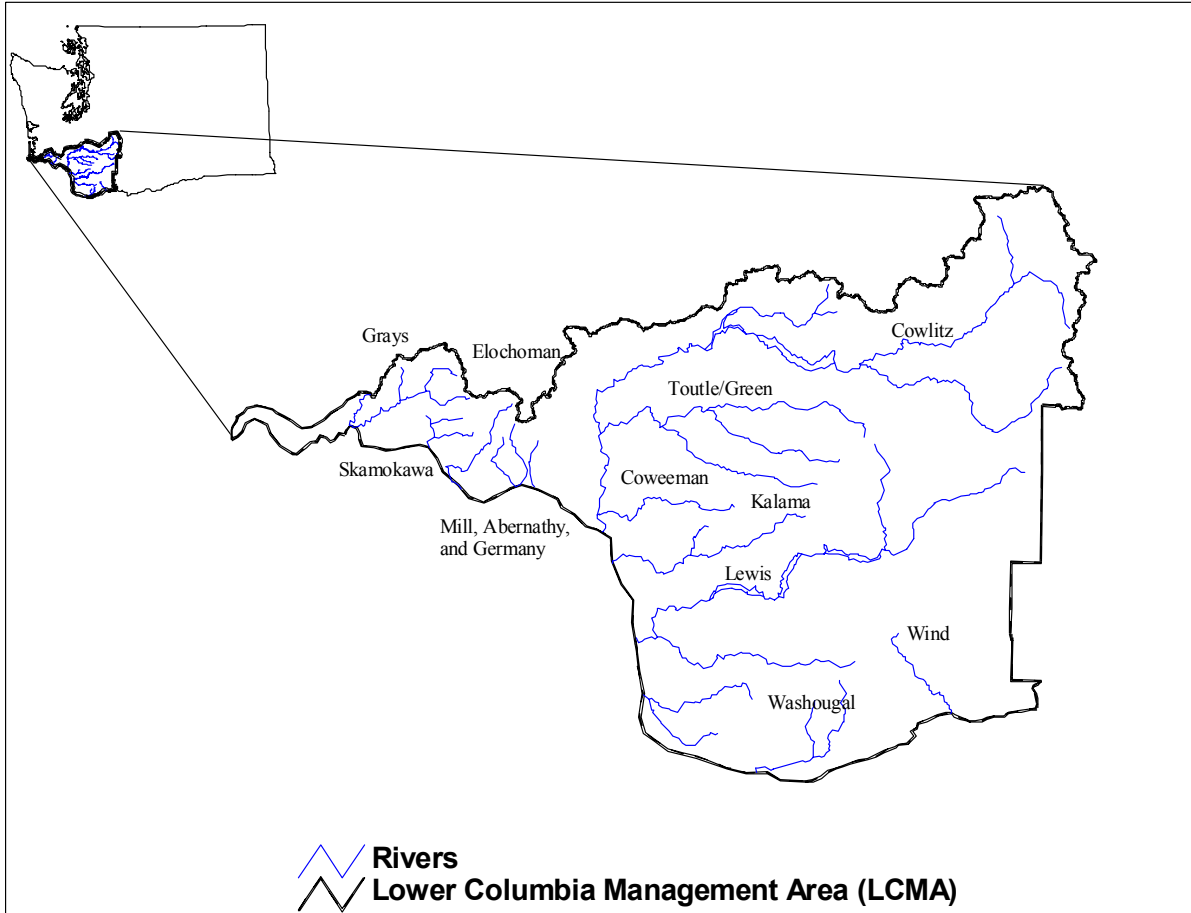 Grays
Elochoman
Cowlitz
Toutle/Green
Skamokawa
Coweeman
Kalama
Mill, Abernathy,
and Germany
Lewis
Wind
Washougal
Rivers
Lower Columbia Management Area (LCMA)